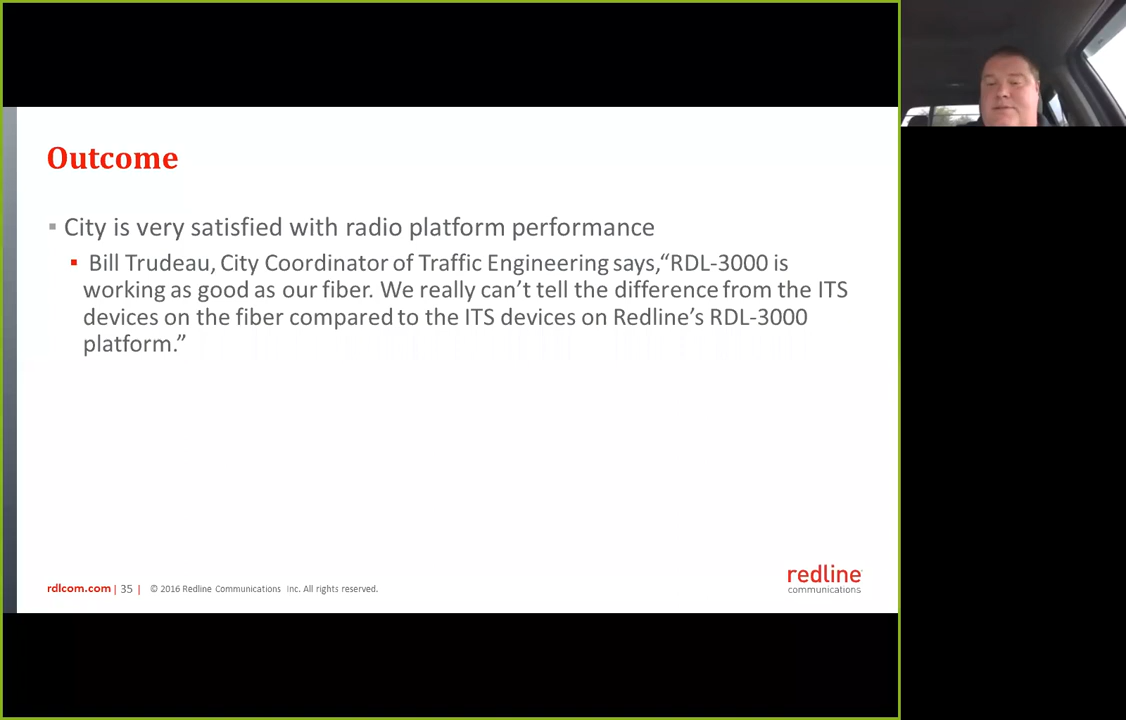 Outcome
▪ City is very satisfied with radio platform performance
▪ Bill Trudeau, City Coordinator of Traffic Engineering says,“RDL-3000 is
working as good as our fiber. We really can’t tell the difference from the ITS
devices on the fiber compared to the ITS devices on Redline’s RDL-3000
platform.”
rdlcom.com | 35 | © 2016 Redline Communications Inc. All rights reserved.
redline
communications